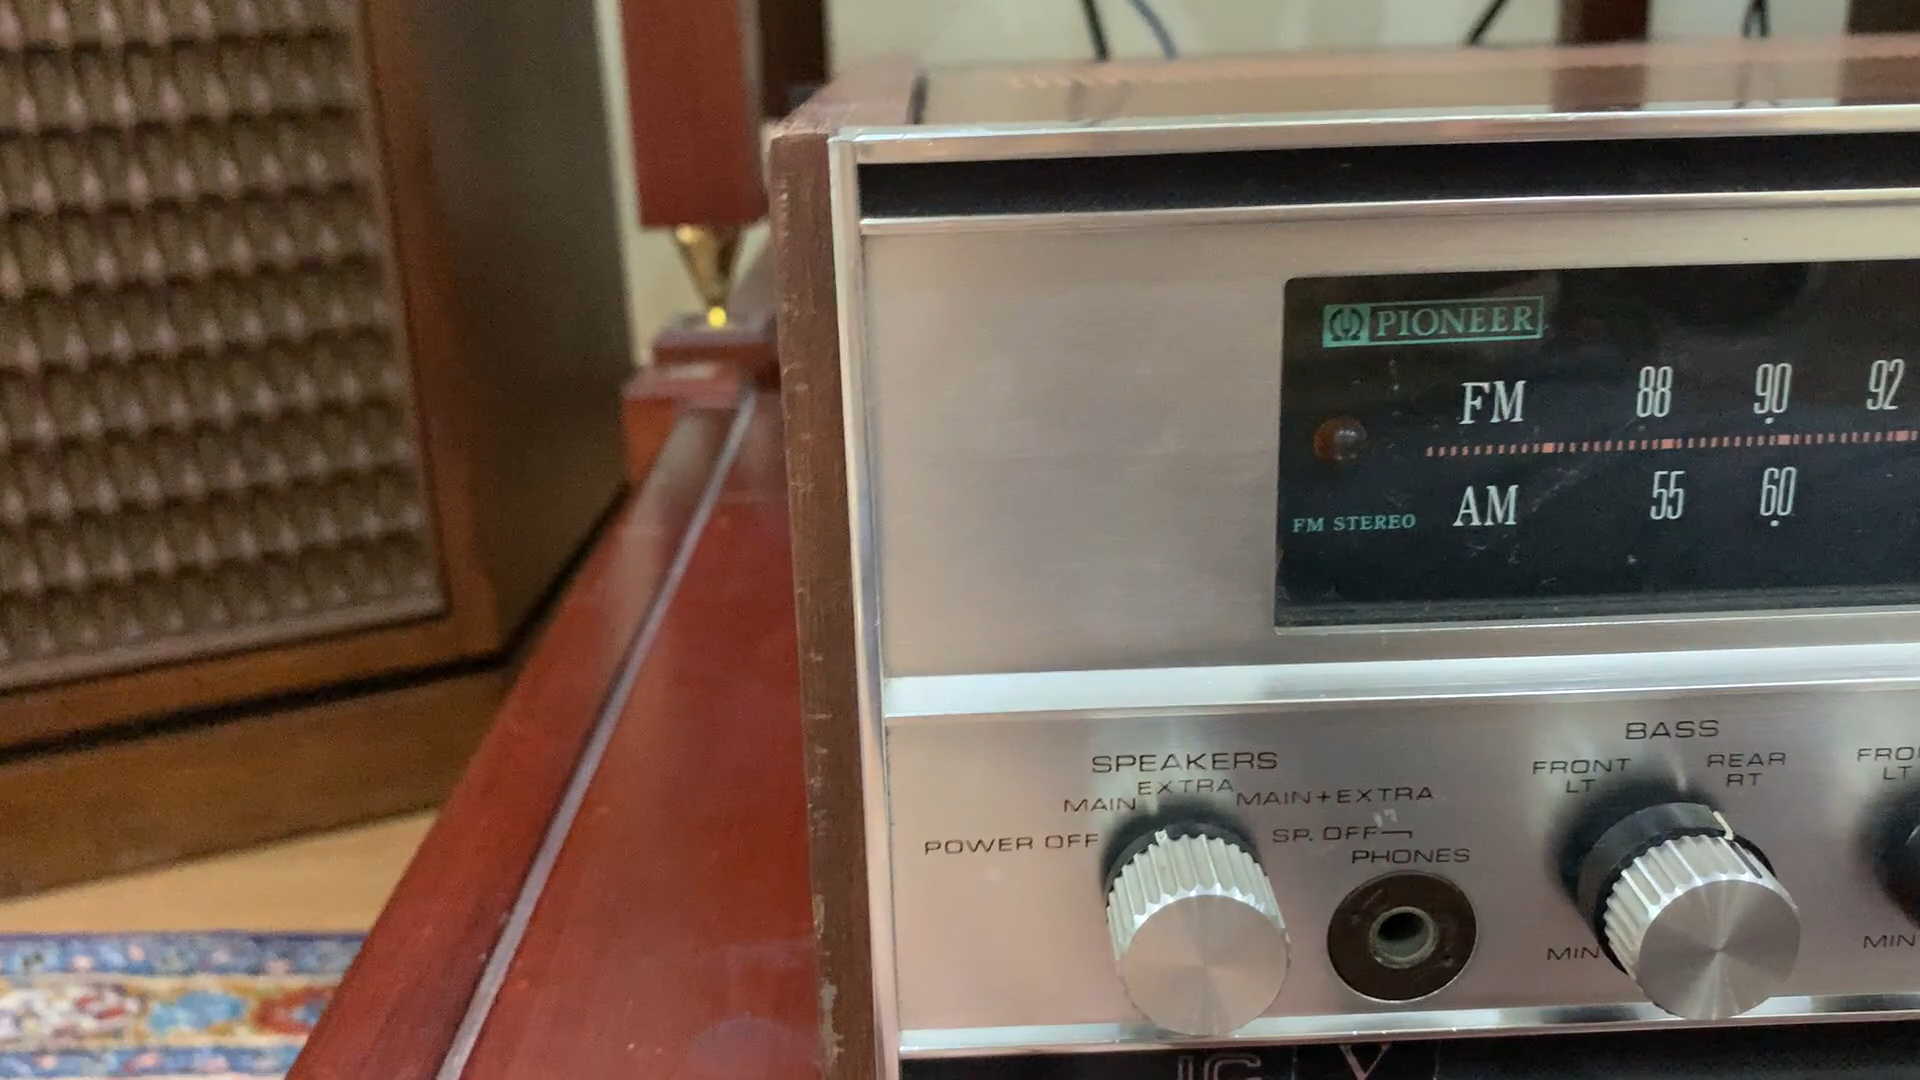 PIONEER
FM 88 90 92
AM 55 60
FM STEREO
SPEAKERS
MAIN EXTRA MAIN+EXTRA
POWER OFF SP. OFF
PHONES
BASS
FRONT LT REAR RT
MIN
LT
MIN